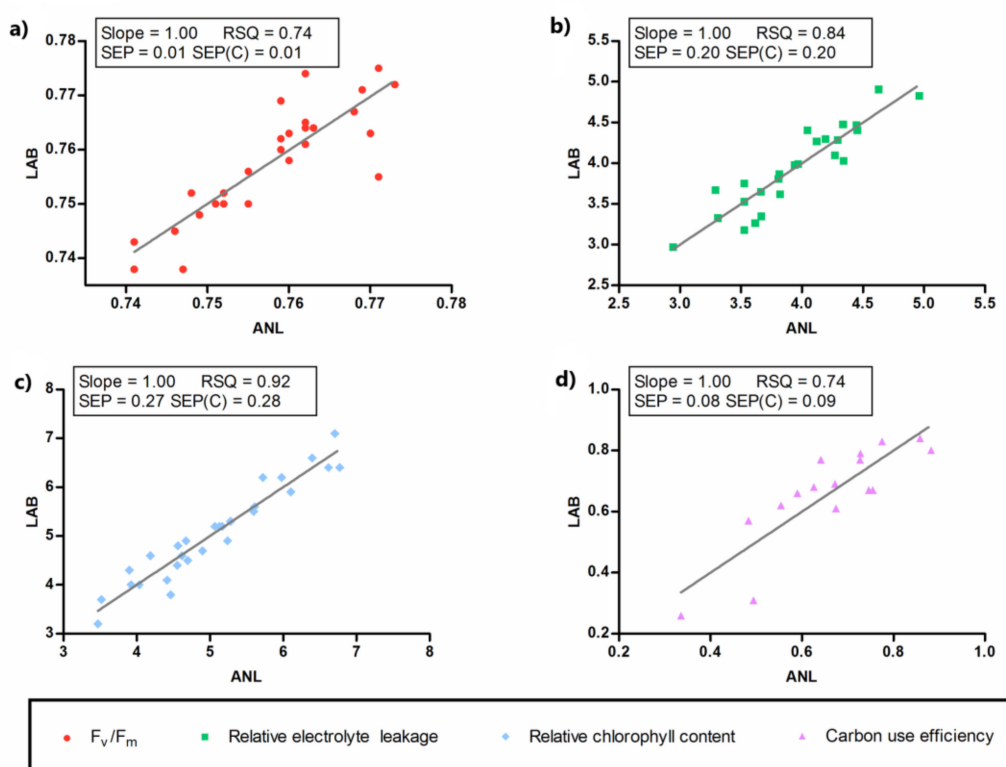 a)
Slope = 1.00 RSQ = 0.74
SEP = 0.01 SEP(C) = 0.01
0.78
0.77
0.76
0.75
0.74
LAB
0.74 0.75 0.76 0.77 0.78
ANL
b)
Slope = 1.00 RSQ = 0.84
SEP = 0.20 SEP(C) = 0.20
5.5
5.0
4.5
4.0
3.5
3.0
2.5
LAB
2.5 3.0 3.5 4.0 4.5 5.0 5.5
ANL
c)
Slope = 1.00 RSQ = 0.92
SEP = 0.27 SEP(C) = 0.28
8
7
6
5
4
3
LAB
3 4 5 6 7 8
ANL
d)
Slope = 1.00 RSQ = 0.74
SEP = 0.08 SEP(C) = 0.09
1.0
0.8
0.6
0.4
0.2
LAB
0.2 0.4 0.6 0.8 1.0
ANL
Fv/Fm Relative electrolyte leakage Relative chlorophyll content Carbon use efficiency